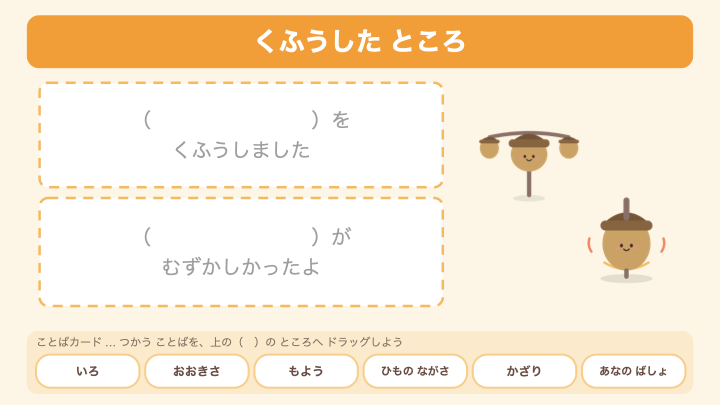 くふうした ところ
（　　　　　　　）を
くふうしました
（　　　　　　　）が
むずかしかったよ
ことばカード … つかう ことばを、上の（　）の ところへ ドラッグしよう
いろ
おおきさ
もよう
ひもの ながさ
かざり
あなの ばしょ